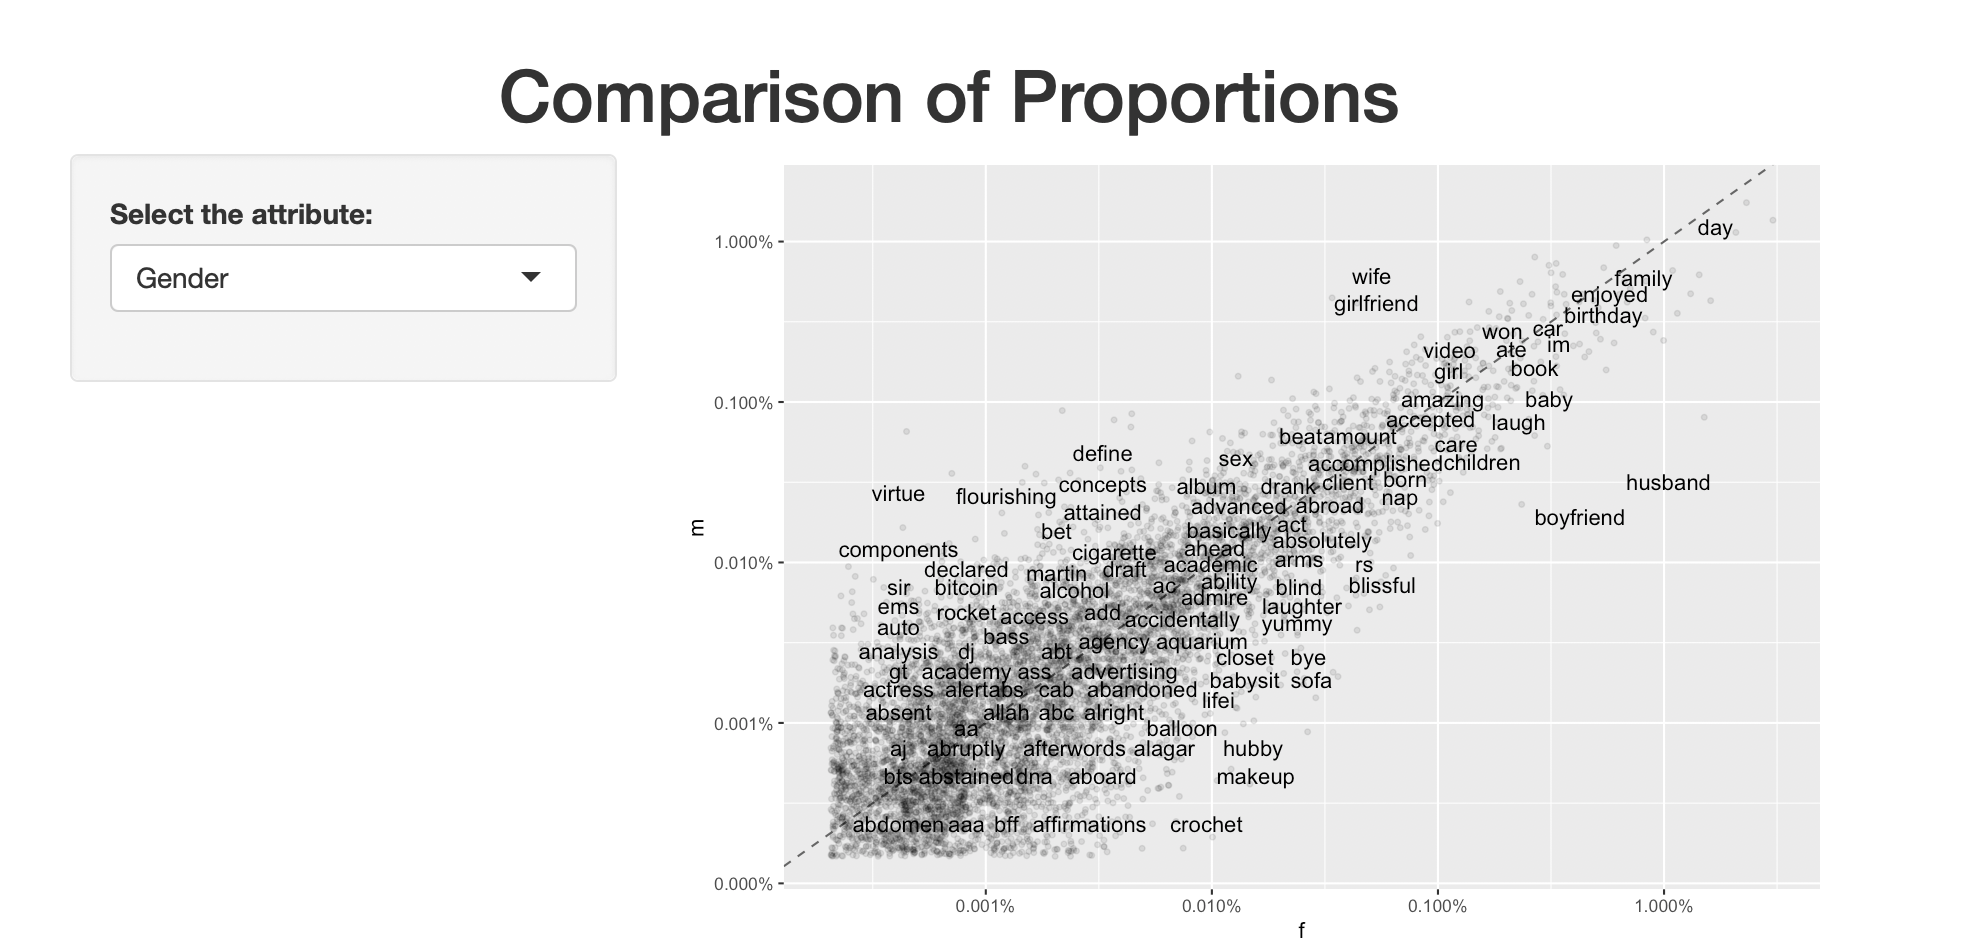 Comparison of Proportions
Select the attribute:
Gender
m
1.000%
0.100%
0.010%
0.001%
0.000%
day
wife
family
girlfriend
enjoyed
birthday
won car
video ate im
girl book
amazing baby
accepted laugh
beatamount
define sex care
accomplished children
virtue flourishing concepts album drank client born husband
attained advanced abroad nap
bet basically act boyfriend
components cigarette ahead absolutely
declared martin draft academic arms rs
sir bitcoin alcohol ac ability blind blissful
ems rocket access add admire laughter
auto bass accidentally yummy
analysis dj abt agency aquarium closet bye
gt academy ass advertising babysit sofa
actress alertabs cab abandoned lifei
absent allah abc alright
aa balloon
aj abruptly afterwords alagar hubby
bts abstained dna aboard makeup
abdomen aaa bff affirmations crochet
0.001% 0.010% 0.100% 1.000%
f